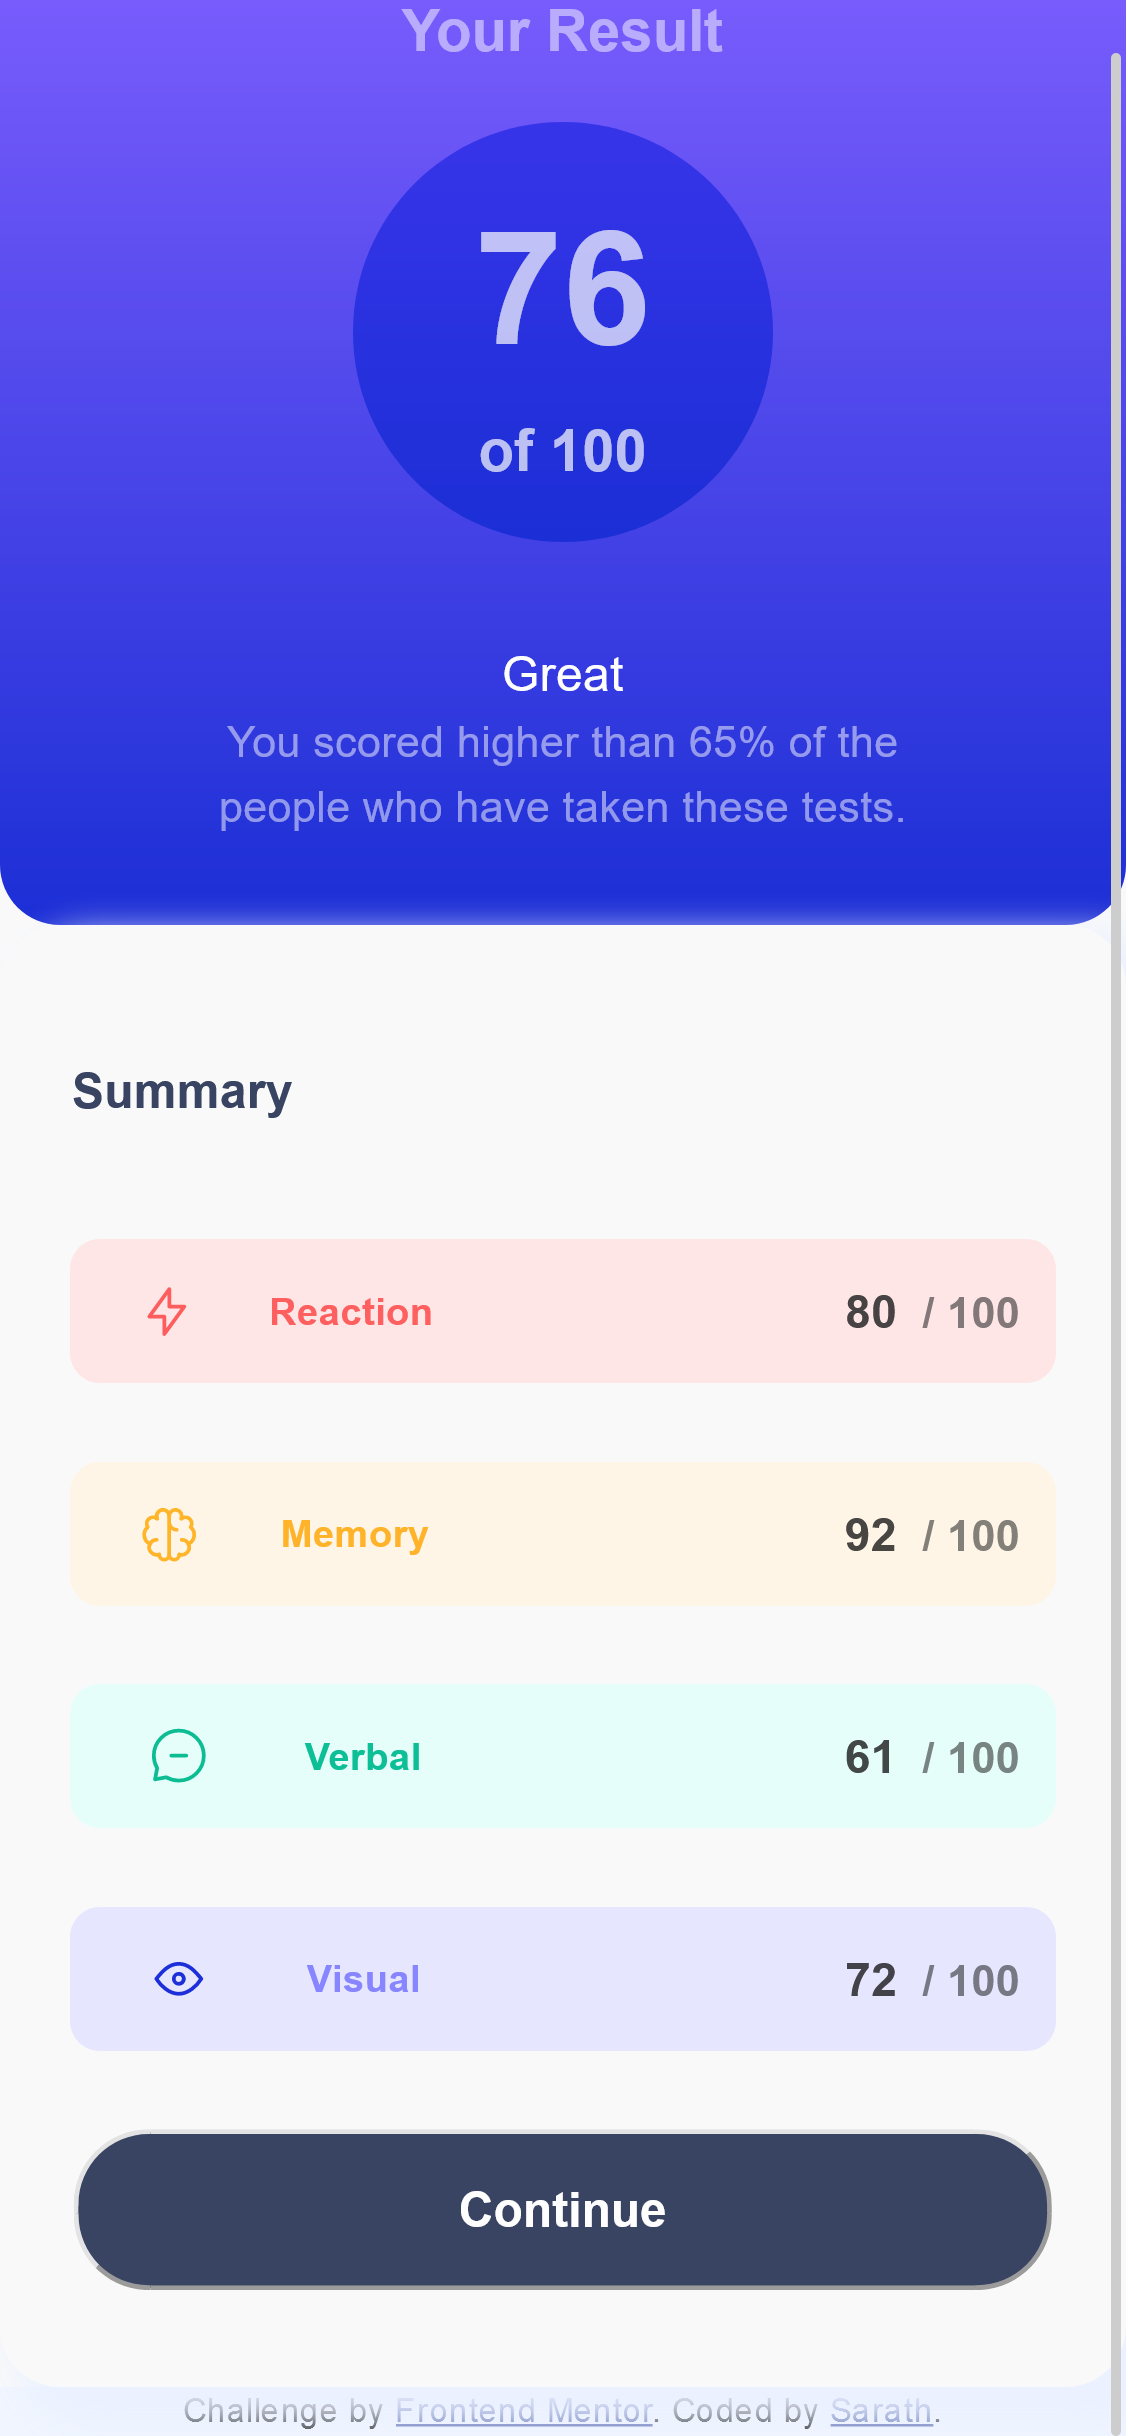 Your Result
76
of 100
Great
You scored higher than 65% of the
people who have taken these tests.
Summary
Reaction 80 / 100
Memory 92 / 100
Verbal 61 / 100
Visual 72 / 100
Continue
Challenge by Frontend Mentor. Coded by Sarath.